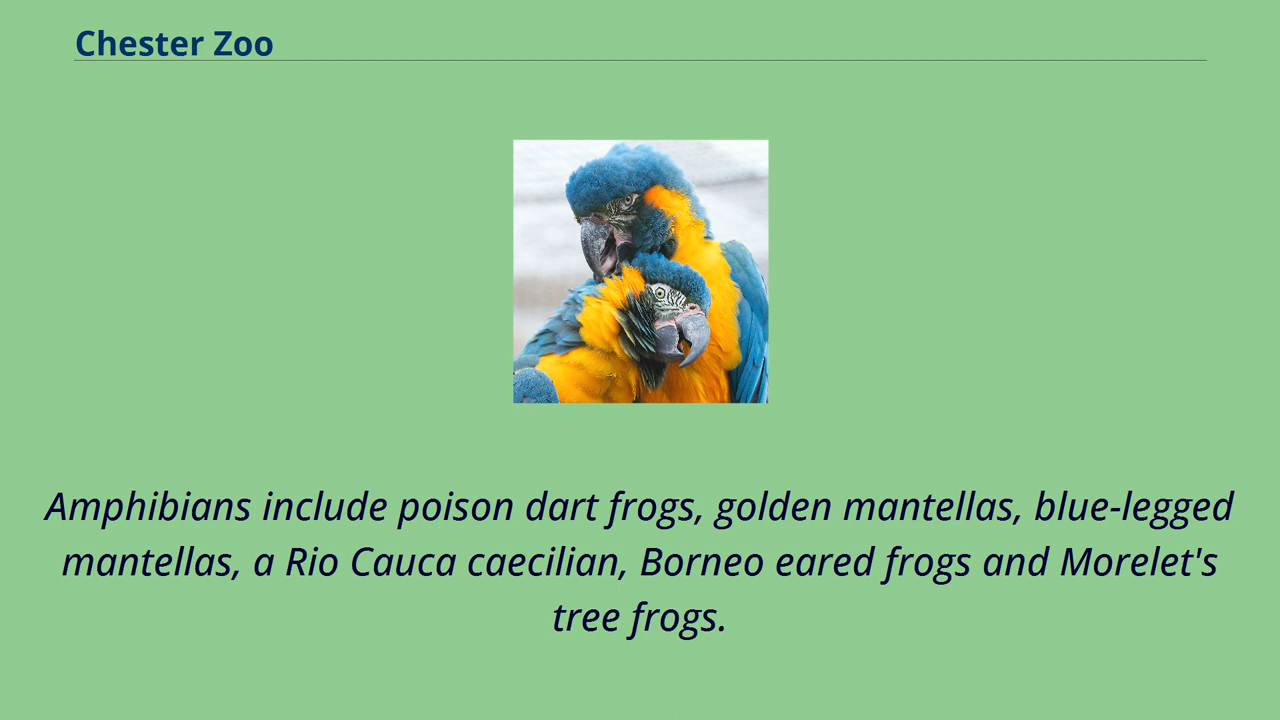 Chester Zoo
Amphibians include poison dart frogs, golden mantellas, blue-legged
mantellas, a Rio Cauca caecilian, Borneo eared frogs and Morelet's
tree frogs.